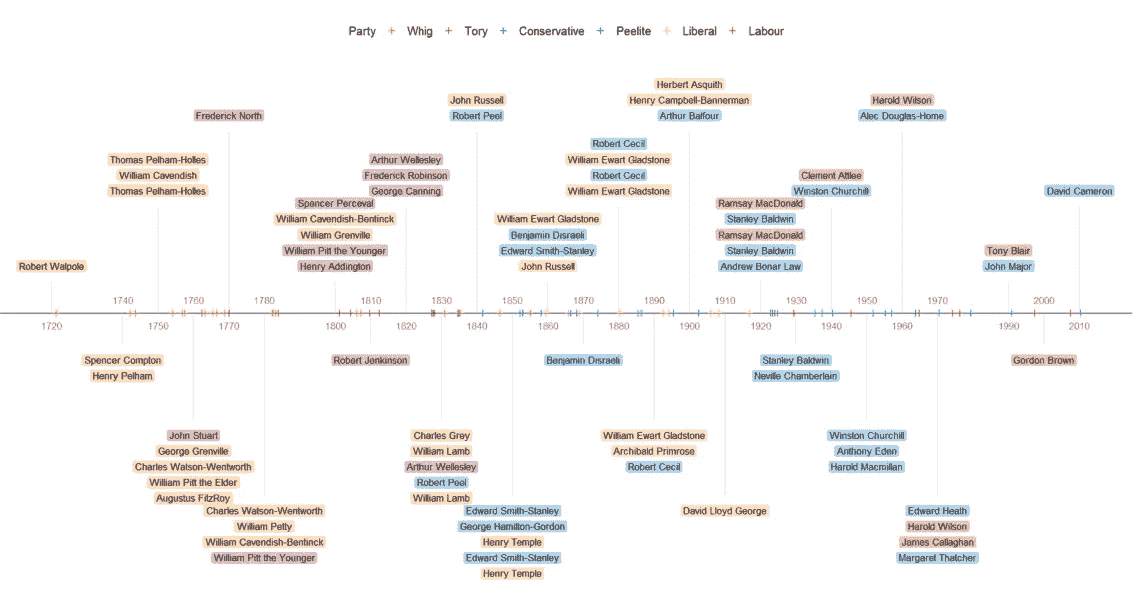 Party Whig Tory Conservative Peelite Liberal Labour
Herbert Asquith
John Russell
Henry Campbell-Bannerman
Harold Wilson
Frederick North
Robert Peel
Arthur Balfour
Alec Douglas-Home
Robert Cecil
Thomas Pelham-Holles
Arthur Wellesley
William Ewart Gladstone
William Cavendish
Frederick Robinson
Robert Cecil
Clement Attlee
Thomas Pelham-Holles
George Canning
William Ewart Gladstone
Winston Churchill
David Cameron
Spencer Perceval
Ramsay MacDonald
William Cavendish-Bentinck
William Ewart Gladstone
Stanley Baldwin
William Grenville
Benjamin Disraeli
Ramsay MacDonald
William Pitt the Younger
Edward Smith-Stanley
Stanley Baldwin
Tony Blair
Robert Walpole
Henry Addington
John Russell
Andrew Bonar Law
John Major
1740 1760 1780 1810 1830 1850 1870 1890 1910 1930 1950 1970 2000
1720 1750 1770 1800 1820 1840 1860 1880 1900 1920 1940 1960 1990 2010
Spencer Compton
Robert Jenkinson
Benjamin Disraeli
Stanley Baldwin
Gordon Brown
Henry Pelham
Neville Chamberlein
John Stuart
Charles Grey
William Ewart Gladstone
Winston Churchill
George Grenville
William Lamb
Archibald Primrose
Anthony Eden
Charles Watson-Wentworth
Arthur Wellesley
Robert Cecil
Harold Macmillan
William Pitt the Elder
Robert Peel
Augustus FitzRoy
William Lamb
Charles Watson-Wentworth
Edward Smith-Stanley
David Lloyd George
Edward Heath
William Petty
George Hamilton-Gordon
Harold Wilson
William Cavendish-Bentinck
Henry Temple
James Callaghan
William Pitt the Younger
Edward Smith-Stanley
Margaret Thatcher
Henry Temple